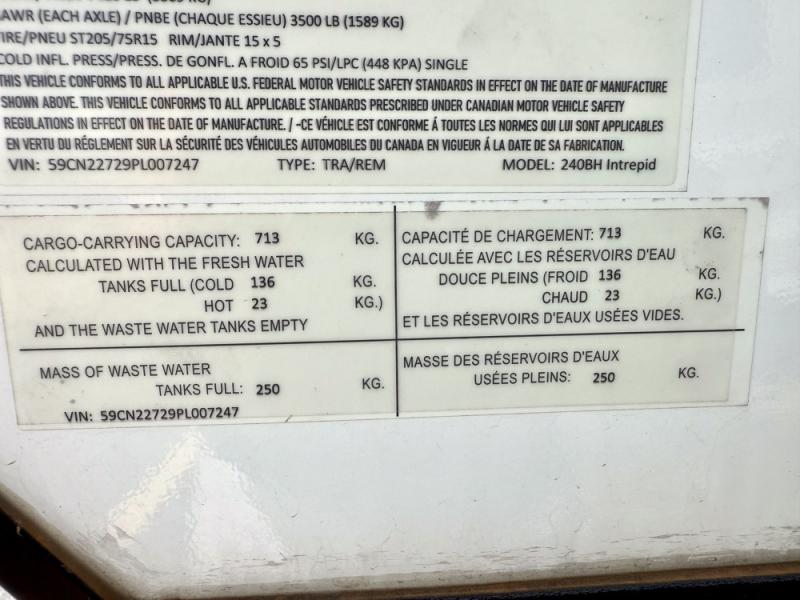 AWR (EACH AXLE) / PNBE (CHAQUE ESSIEU) 3500 LB (1589 KG)
TIRE/PNEU ST205/75R15 RIM/JANTE 15 x 5
COLD INFL. PRESS/PRESS. DE GONFL. A FROID 65 PSI/LPC (448 KPA) SINGLE
THIS VEHICLE CONFORMS TO ALL APPLICABLE U.S. FEDERAL MOTOR VEHICLE SAFETY STANDARDS IN EFFECT ON THE DATE OF MANUFACTURE
SHOWN ABOVE. THIS VEHICLE CONFORMS TO ALL APPLICABLE STANDARDS PRESCRIBED UNDER CANADIAN MOTOR VEHICLE SAFETY
REGULATIONS IN EFFECT ON THE DATE OF MANUFACTURE. / -CE VÉHICULE EST CONFORME Á TOUTES LES NORMES QUI LUI SONT APPLICABLES
EN VERTU DU RÉGLEMENT SUR LA SÉCURITÉ DES VÉHICULES AUTOMOBILES DU CANADA EN VIGUEUR Á LA DATE DE SA FABRICATION.
VIN: 59CN22729PL007247 TYPE: TRA/REM MODEL: 240BH Intrepid
CARGO-CARRYING CAPACITY: 713 KG.
CALCULATED WITH THE FRESH WATER
TANKS FULL (COLD 136 KG.
HOT 23 KG.)
AND THE WASTE WATER TANKS EMPTY
CAPACITÉ DE CHARGEMENT: 713 KG.
CALCULÉE AVEC LES RÉSERVOIRS D'EAU
DOUCE PLEINS (FROID 136 KG.
CHAUD 23 KG.)
ET LES RÉSERVOIRS D'EAUX USÉES VIDES.
MASS OF WASTE WATER
TANKS FULL: 250 KG.
VIN: 59CN22729PL007247
MASSE DES RÉSERVOIRS D'EAUX
USÉES PLEINS: 250 KG.